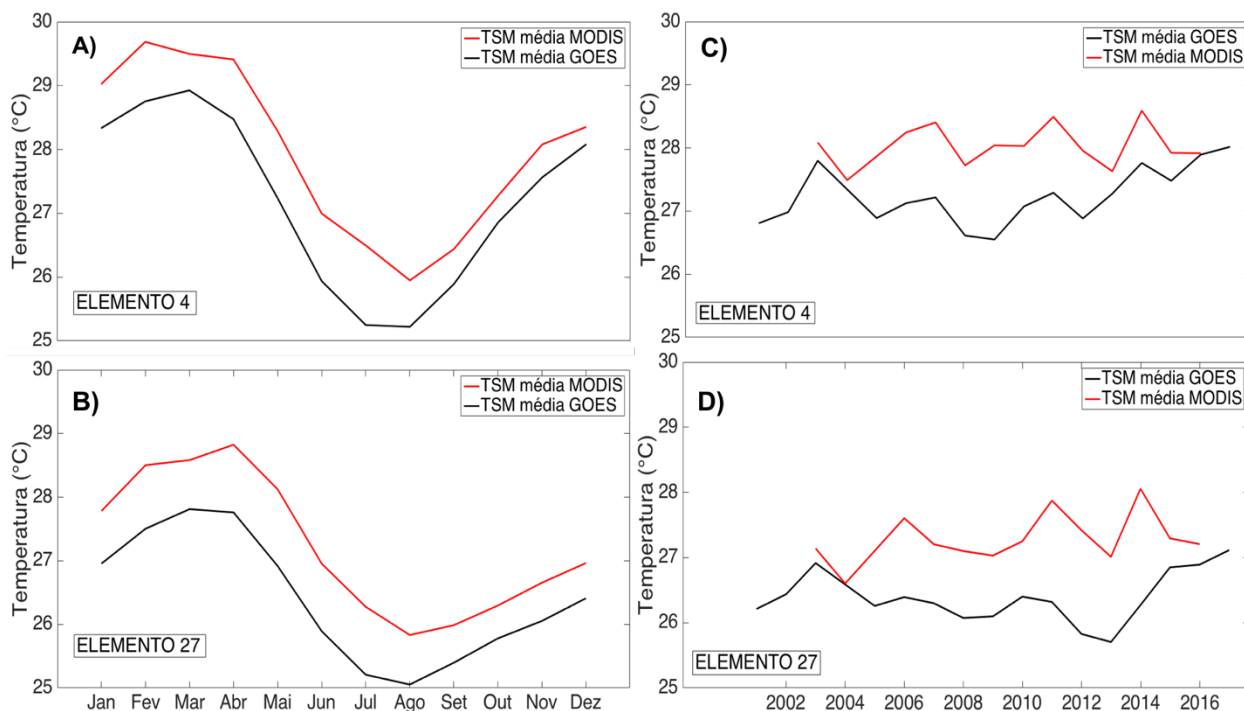 A)
TSM média MODIS
TSM média GOES
Temperatura (°C)
30
29
28
27
26
25
ELEMENTO 4
C)
TSM média GOES
TSM média MODIS
Temperatura (°C)
30
29
28
27
26
25
ELEMENTO 4
B)
TSM média MODIS
TSM média GOES
Temperatura (°C)
30
29
28
27
26
25
ELEMENTO 27
Jan Fev Mar Abr Mai Jun Jul Ago Set Out Nov Dez
D)
TSM média GOES
TSM média MODIS
Temperatura (°C)
30
29
28
27
26
25
ELEMENTO 27
2002 2004 2006 2008 2010 2012 2014 2016